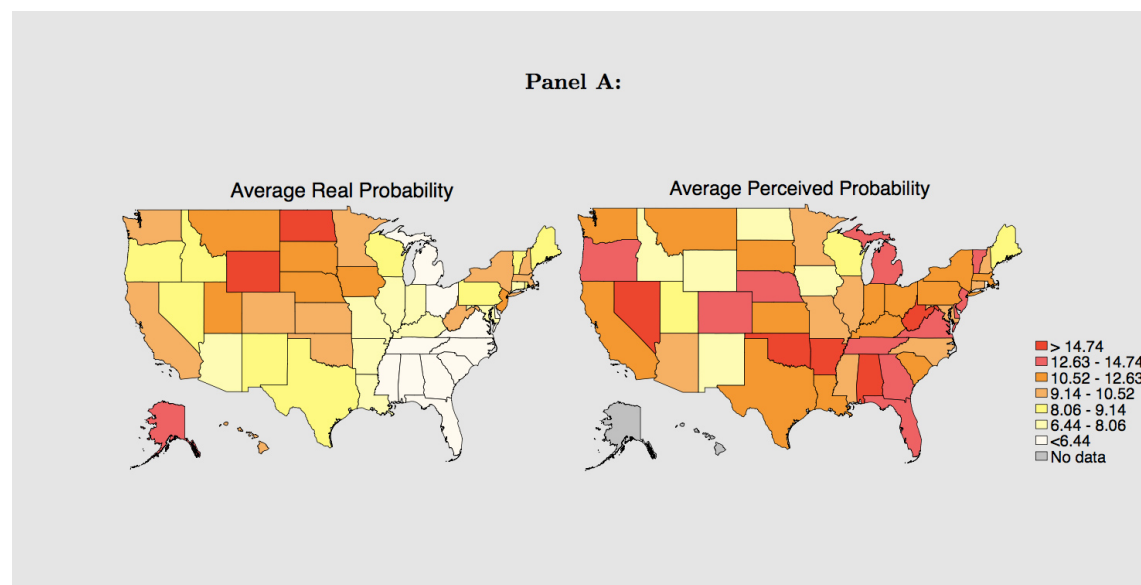 Panel A:
Average Real Probability
Average Perceived Probability
> 14.74
12.63 - 14.74
10.52 - 12.63
9.14 - 10.52
8.06 - 9.14
6.44 - 8.06
<6.44
No data